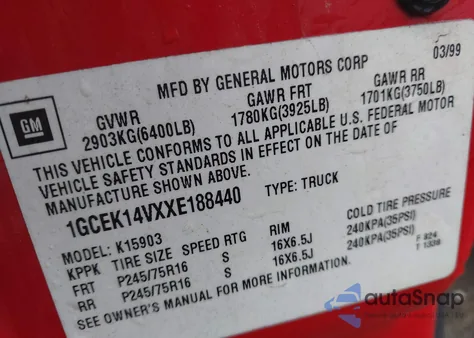 MFD BY GENERAL MOTORS CORP 03/99
GM
GVWR GAWR FRT GAWR RR
2903KG(6400LB) 1780KG(3925LB) 1701KG(3750LB)
THIS VEHICLE CONFORMS TO ALL APPLICABLE U.S. FEDERAL MOTOR
VEHICLE SAFETY STANDARDS IN EFFECT ON THE DATE OF
MANUFACTURE SHOWN ABOVE.
1GCEK14VXXE188440 TYPE: TRUCK
MODEL: K15903
KPPK TIRE SIZE SPEED RTG RIM COLD TIRE PRESSURE
FRT P245/75R16 S 16X6.5J 240KPA(35PSI)
RR P245/75R16 S 16X6.5J 240KPA(35PSI)
SEE OWNER'S MANUAL FOR MORE INFORMATION.
F 824
T 1338
autoSnap